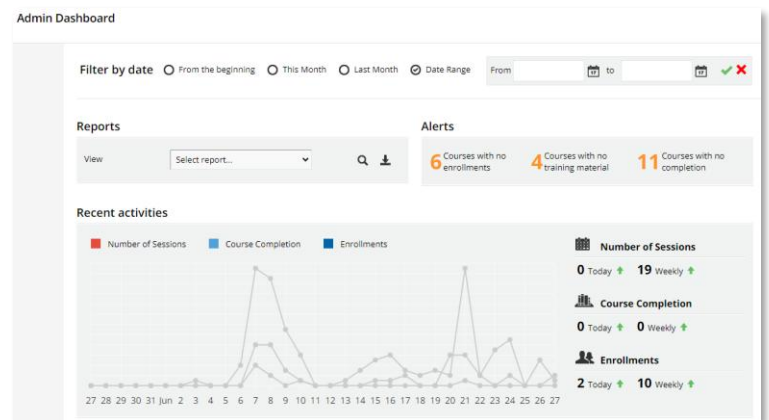 Admin Dashboard
Filter by date From the beginning This Month Last Month Date Range From to
Reports
View Select report...
Alerts
6 Courses with no enrollments
4 Courses with no training material
11 Courses with no completion
Recent activities
Number of Sessions Course Completion Enrollments
27 28 29 30 31 Jun 2 3 4 5 6 7 8 9 10 11 12 13 14 15 16 17 18 19 20 21 22 23 24 25 26 27
Number of Sessions
0 Today 19 Weekly
Course Completion
0 Today 0 Weekly
Enrollments
2 Today 10 Weekly